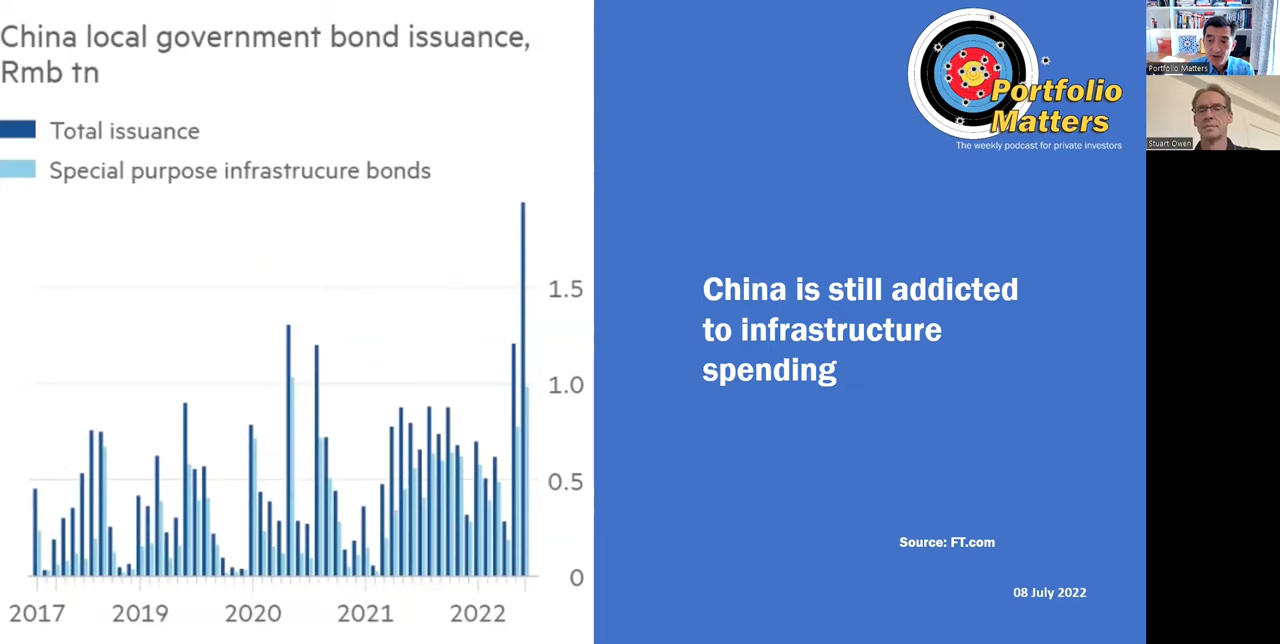 China local government bond issuance,
Rmb tn
Total issuance
Special purpose infrastrucure bonds
1.5
1.0
0.5
0
2017 2019 2020 2021 2022
Portfolio
Matters
The weekly podcast for private investors
China is still addicted
to infrastructure
spending
Source: FT.com
08 July 2022
Portfolio Matters
Stuart Owen